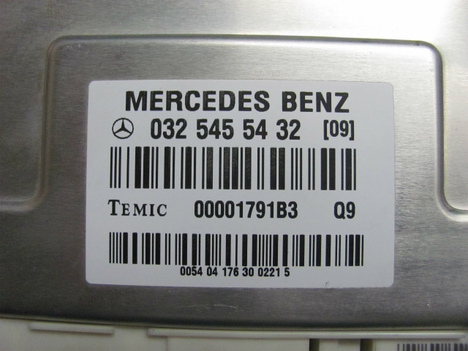 MERCEDES BENZ
032 545 54 32 [09]
TEMIC 00001791B3 Q9
0054 04 176 30 0221 5